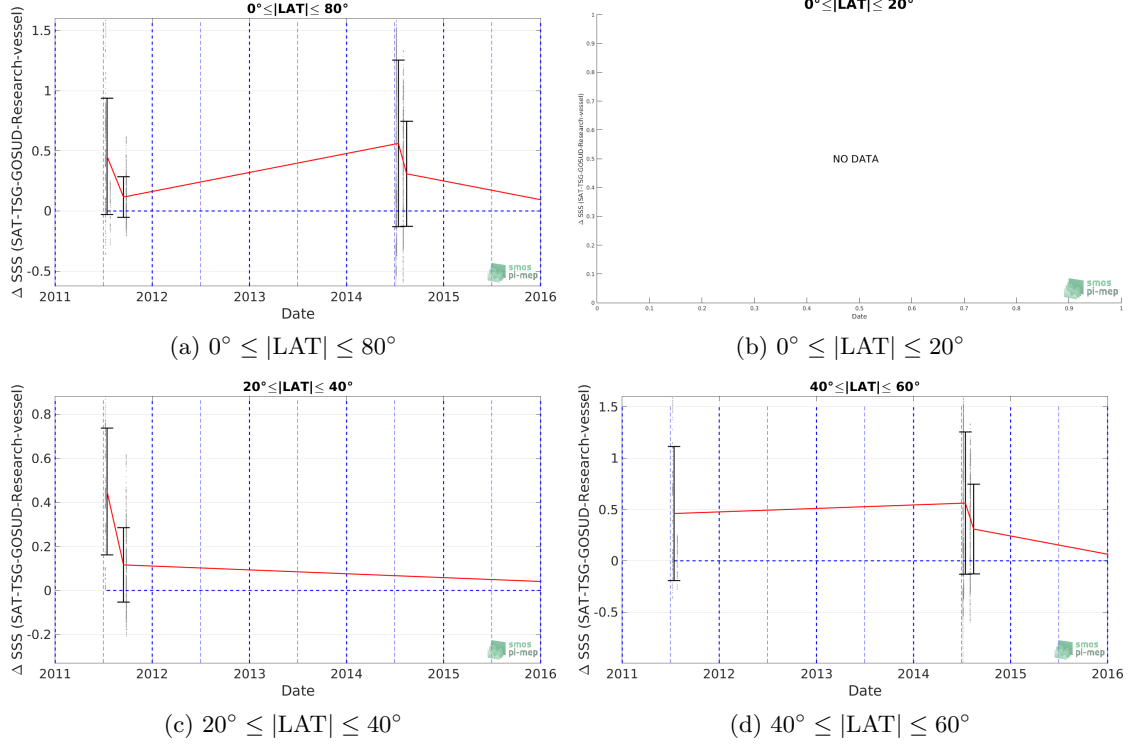 0°≤|LAT|≤ 80°
Δ SSS (SAT-TSG-GOSUD-Research-vessel)
1.5
1
0.5
0
-0.5
2011 2012 2013 2014 2015 2016
Date
smos
pi-mep
(a) 0° ≤ |LAT| ≤ 80°
0°≤|LAT|≤ 20°
Δ SSS (SAT-TSG-GOSUD-Research-vessel)
1
0.9
0.8
0.7
0.6
0.5
0.4
0.3
0.2
0.1
0
NO DATA
0 0.1 0.2 0.3 0.4 0.5 0.6 0.7 0.8 0.9 1
Date
smos
pi-mep
(b) 0° ≤ |LAT| ≤ 20°
20°≤|LAT|≤ 40°
Δ SSS (SAT-TSG-GOSUD-Research-vessel)
0.8
0.6
0.4
0.2
0
-0.2
2011 2012 2013 2014 2015 2016
Date
smos
pi-mep
(c) 20° ≤ |LAT| ≤ 40°
40°≤|LAT|≤ 60°
Δ SSS (SAT-TSG-GOSUD-Research-vessel)
1.5
1
0.5
0
-0.5
2011 2012 2013 2014 2015 2016
Date
smos
pi-mep
(d) 40° ≤ |LAT| ≤ 60°